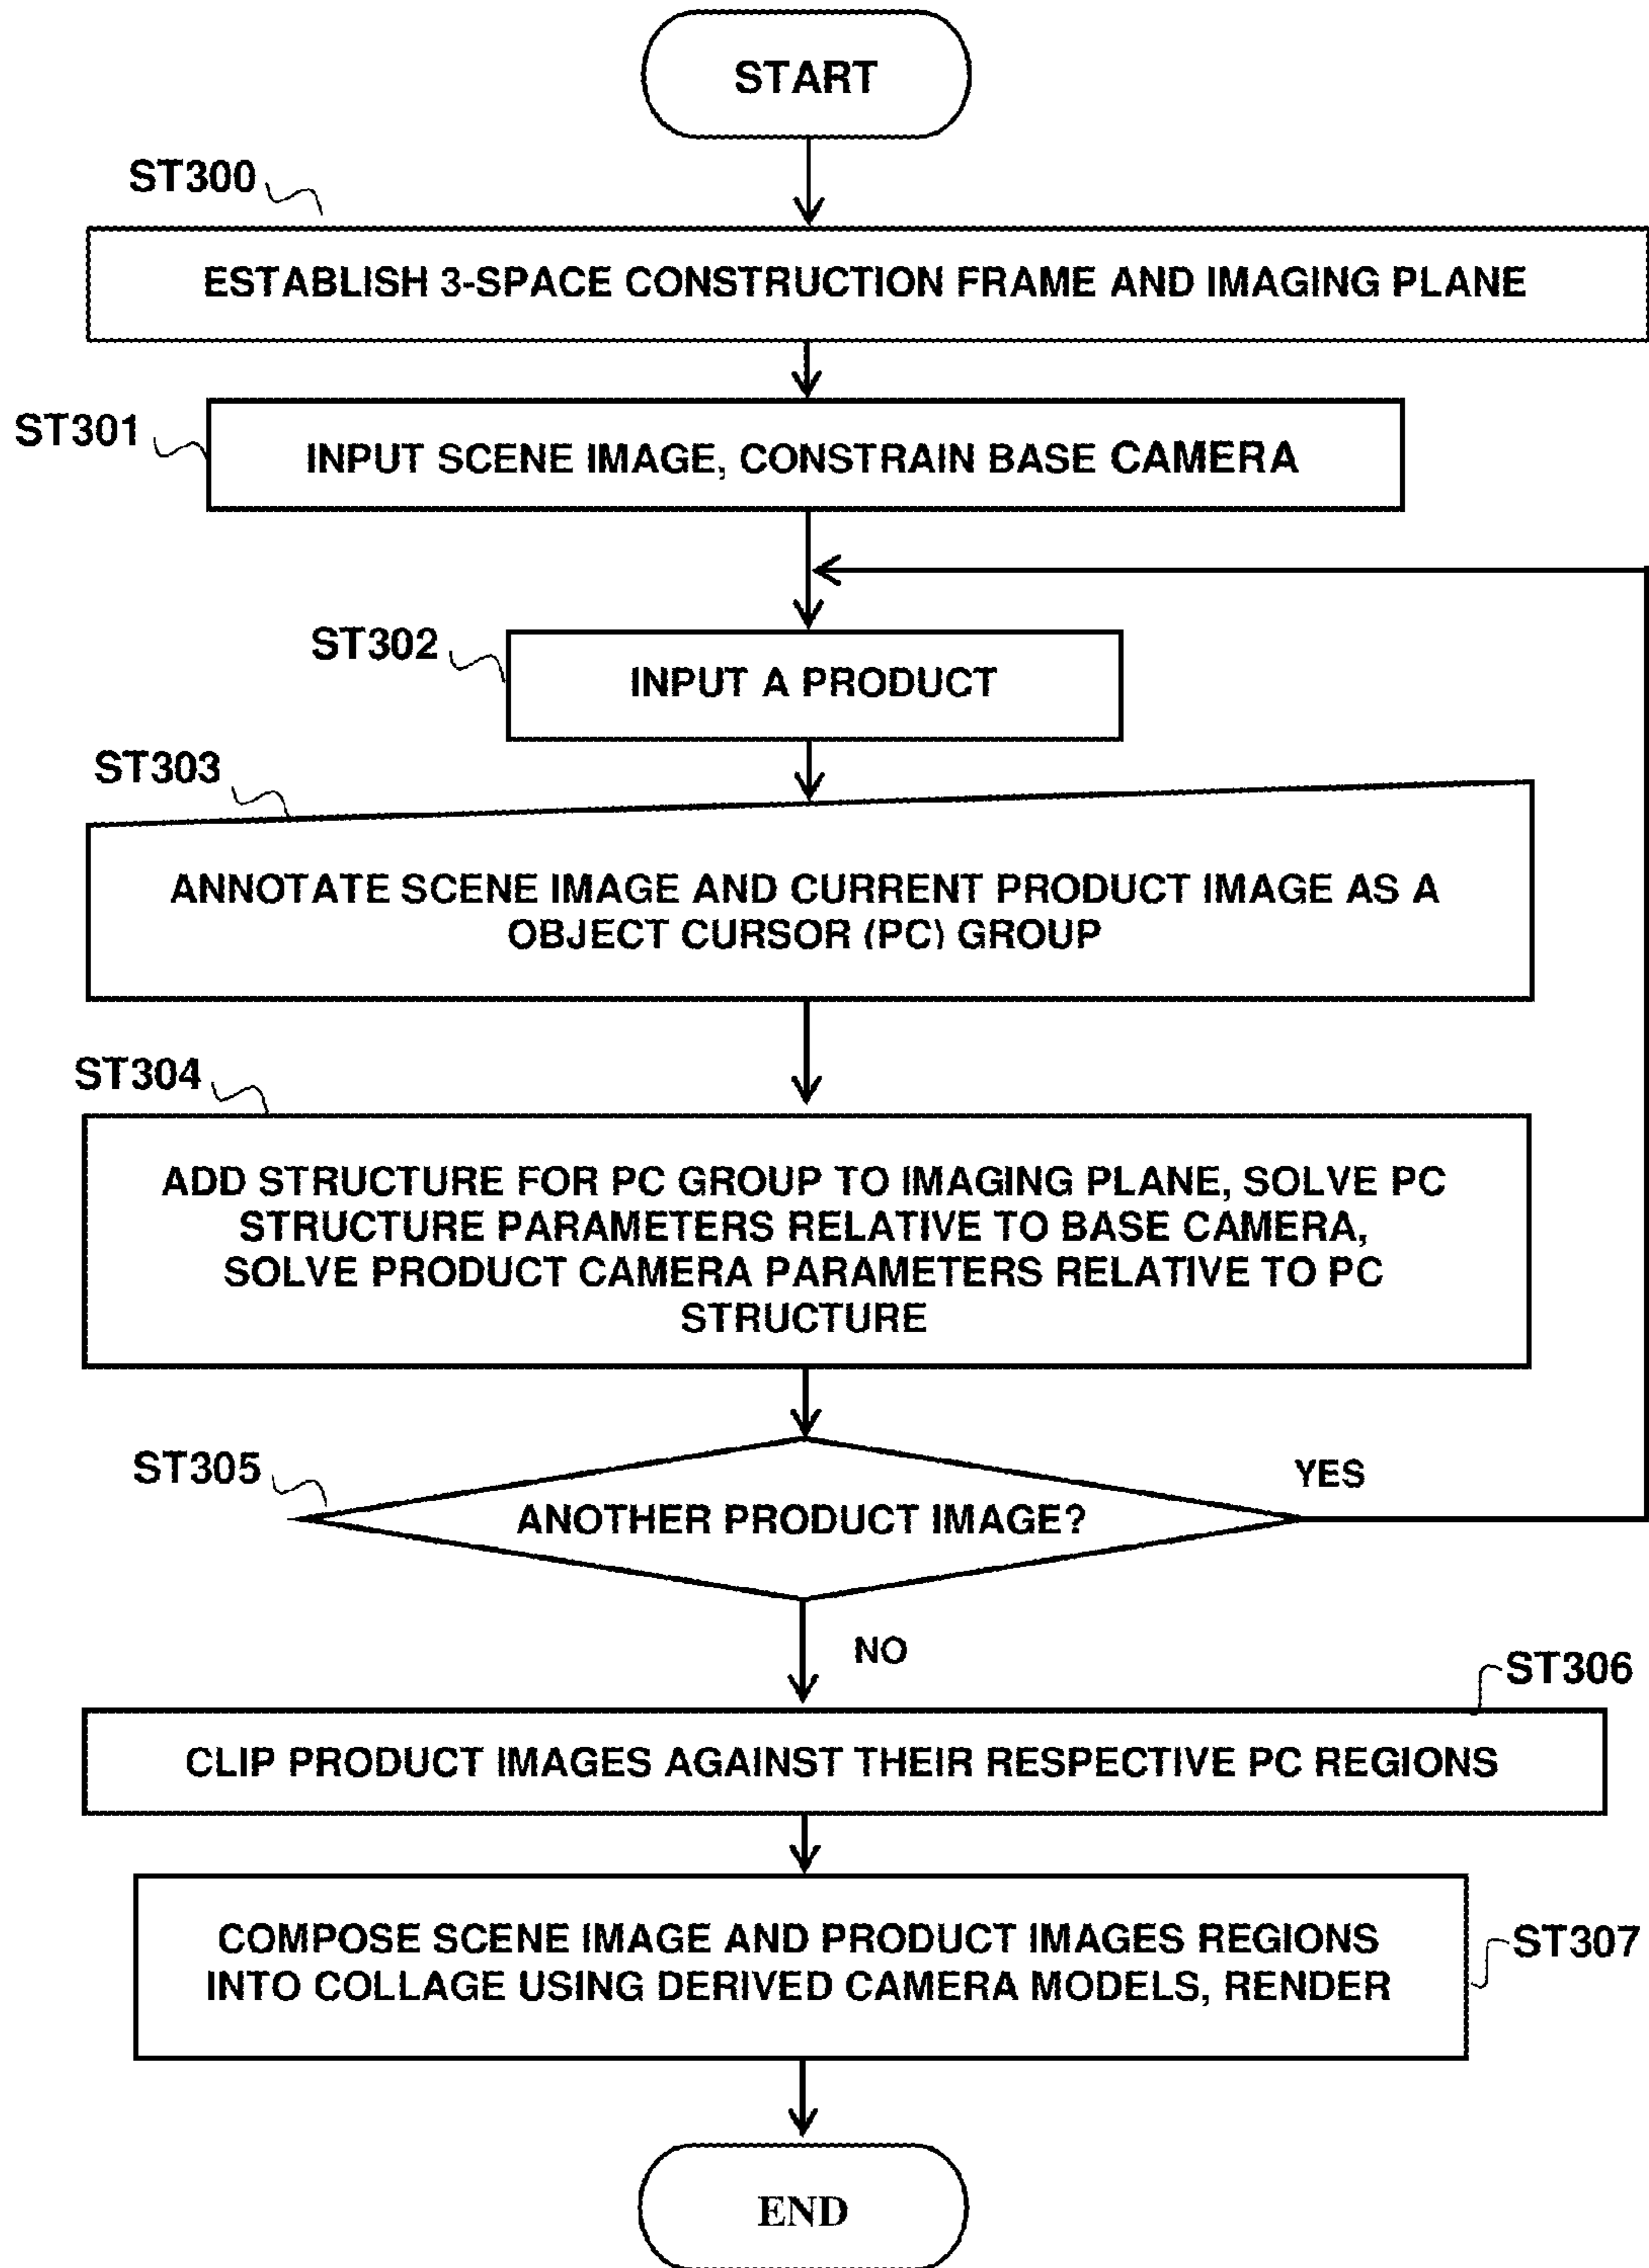 START
ST300
ESTABLISH 3-SPACE CONSTRUCTION FRAME AND IMAGING PLANE
ST301
INPUT SCENE IMAGE, CONSTRAIN BASE CAMERA
ST302
INPUT A PRODUCT
ST303
ANNOTATE SCENE IMAGE AND CURRENT PRODUCT IMAGE AS A
OBJECT CURSOR (PC) GROUP
ST304
ADD STRUCTURE FOR PC GROUP TO IMAGING PLANE, SOLVE PC
STRUCTURE PARAMETERS RELATIVE TO BASE CAMERA,
SOLVE PRODUCT CAMERA PARAMETERS RELATIVE TO PC
STRUCTURE
ST305
ANOTHER PRODUCT IMAGE?
YES
NO
ST306
CLIP PRODUCT IMAGES AGAINST THEIR RESPECTIVE PC REGIONS
COMPOSE SCENE IMAGE AND PRODUCT IMAGES REGIONS
INTO COLLAGE USING DERIVED CAMERA MODELS, RENDER
ST307
END